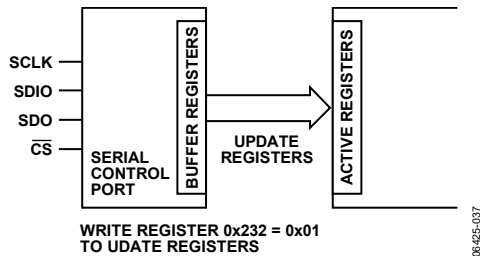 SCLK
SDIO
SDO
CS
SERIAL
CONTROL
PORT
BUFFER REGISTERS
UPDATE
REGISTERS
ACTIVE REGISTERS
WRITE REGISTER 0x232 = 0x01
TO UDATE REGISTERS
06425-037